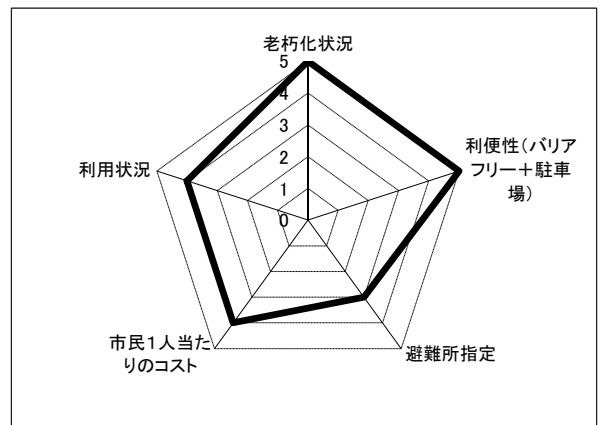 老朽化状況
5
4
3
2
1
0
利便性(バリア
フリー+駐車
場)
利用状況
市民1人当た
りのコスト
避難所指定